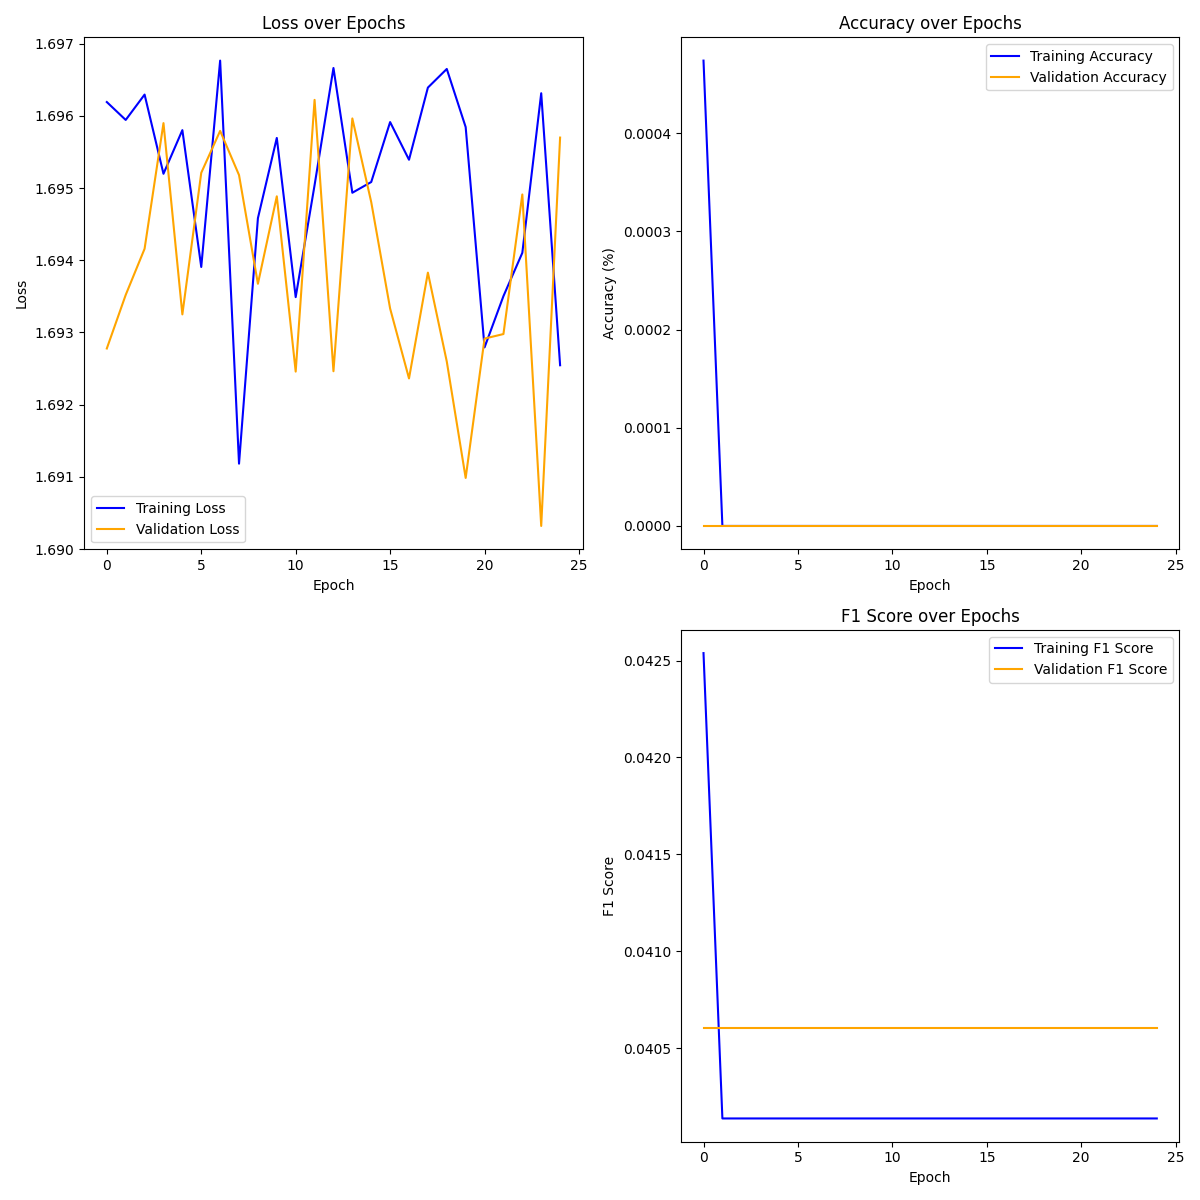 Loss over Epochs
1.697
1.696
1.695
1.694
1.693
1.692
1.691
1.690
Loss
Training Loss
Validation Loss
0 5 10 15 20 25
Epoch
Accuracy over Epochs
Training Accuracy
Validation Accuracy
0.0004
0.0003
0.0002
0.0001
0.0000
Accuracy (%)
0 5 10 15 20 25
Epoch
F1 Score over Epochs
Training F1 Score
Validation F1 Score
0.0425
0.0420
0.0415
0.0410
0.0405
F1 Score
0 5 10 15 20 25
Epoch